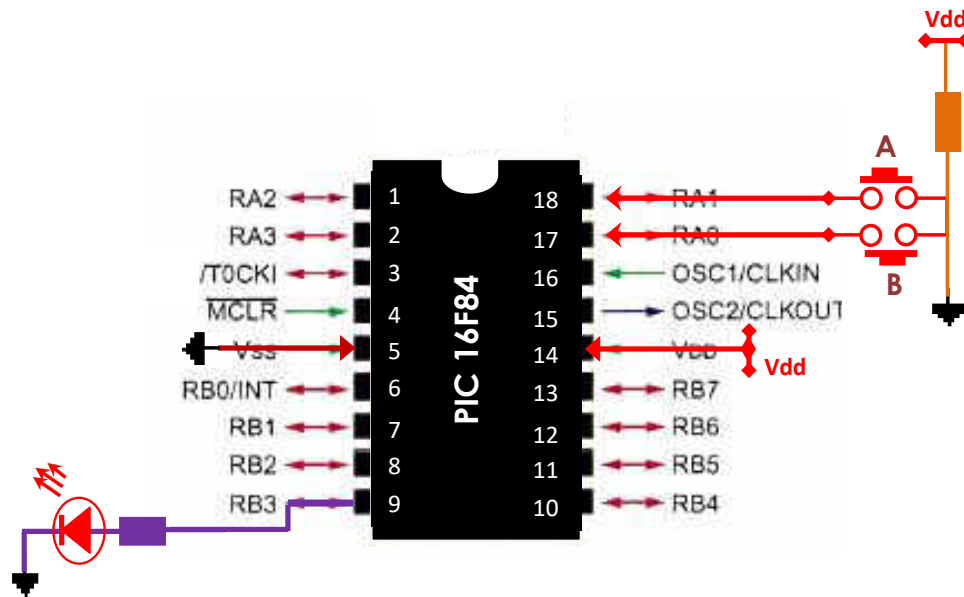 Vdd
A
RA2 1 18 RA1
RA3 2 17 RA0
/T0CKI 3 16 OSC1/CLKIN
MCLR 4 15 OSC2/CLKOUT
B
Vss 5 14 VDD
Vdd
RB0/INT 6 13 RB7
RB1 7 12 RB6
RB2 8 11 RB5
RB3 9 10 RB4
PIC 16F84